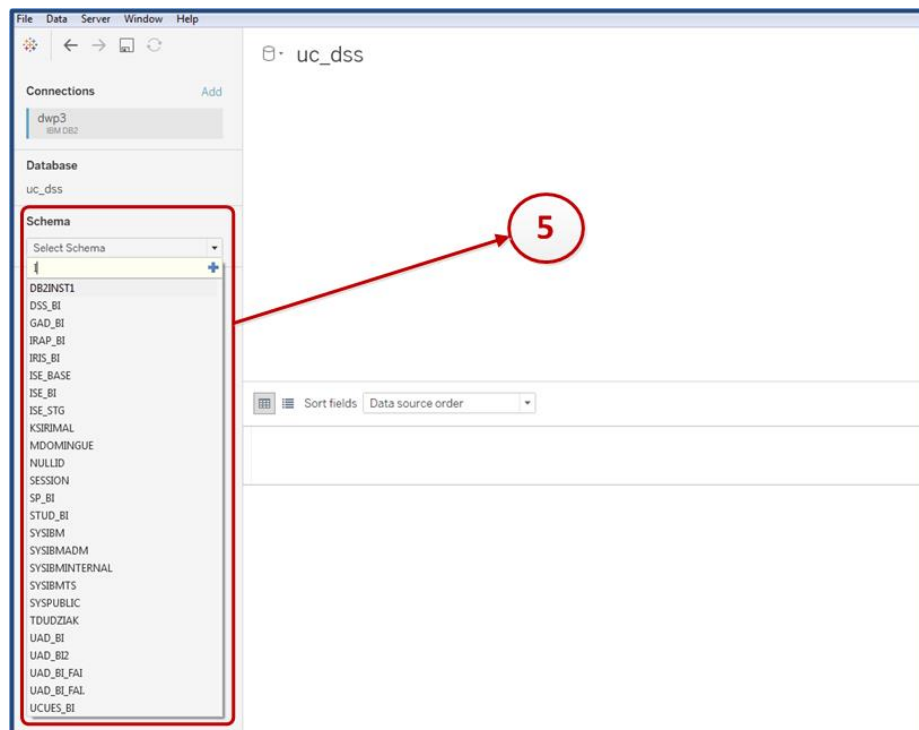 File Data Server Window Help
uc_dss
Connections Add
dwp3
IBM DB2
Database
uc_dss
Schema
Select Schema
5
DB2INST1
DSS_BI
GAD_BI
IRAP_BI
IRIS_BI
ISE_BASE
ISE_BI
ISE_STG
KSIRIMAL
MDOMINGUE
NULLID
SESSION
SP_BI
STUD_BI
SYSIBM
SYSIBMADM
SYSIBMINTERNAL
SYSIBMTS
SYSPUBLIC
TDUDZIAK
UAD_BI
UAD_BI2
UAD_BI_FAI
UAD_BI_FAL
UCUES_BI
Sort fields Data source order